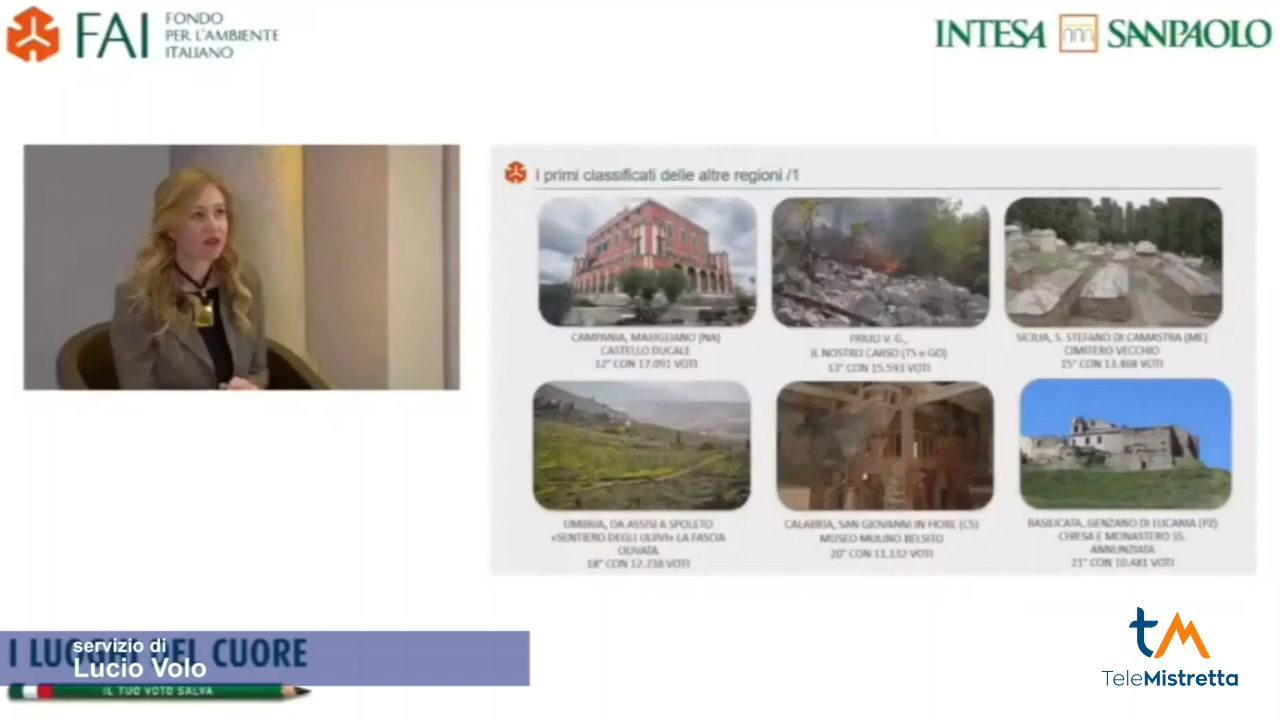 FAI
FONDO
PER L'AMBIENTE
ITALIANO
INTESA SANPAOLO
I primi classificati delle altre regioni /1
CAMPANIA, MARIGLIANO (NA)
CASTELLO DUCALE
12° CON 17.091 VOTI
FRIULI V. G.,
IL NOSTRO CARSO (TS e GO)
13° CON 15.593 VOTI
SICILIA, S. STEFANO DI CAMASTRA (ME)
CIMITERO VECCHIO
15° CON 13.468 VOTI
UMBRIA, DA ASSISI A SPOLETO
«SENTIERO DEGLI ULIVI» LA FASCIA
OLIVATA
18° CON 12.738 VOTI
CALABRIA, SAN GIOVANNI IN FIORE (CS)
MUSEO MULINO BELSITO
20° CON 11.132 VOTI
BASILICATA, GENZANO DI LUCANIA (PZ)
CHIESA E MONASTERO SS.
ANNUNZIATA
21° CON 10.481 VOTI
I LUOGHI DEL CUORE
servizio di
Lucio Volo
IL TUO VOTO SALVA
tM
TeleMistretta